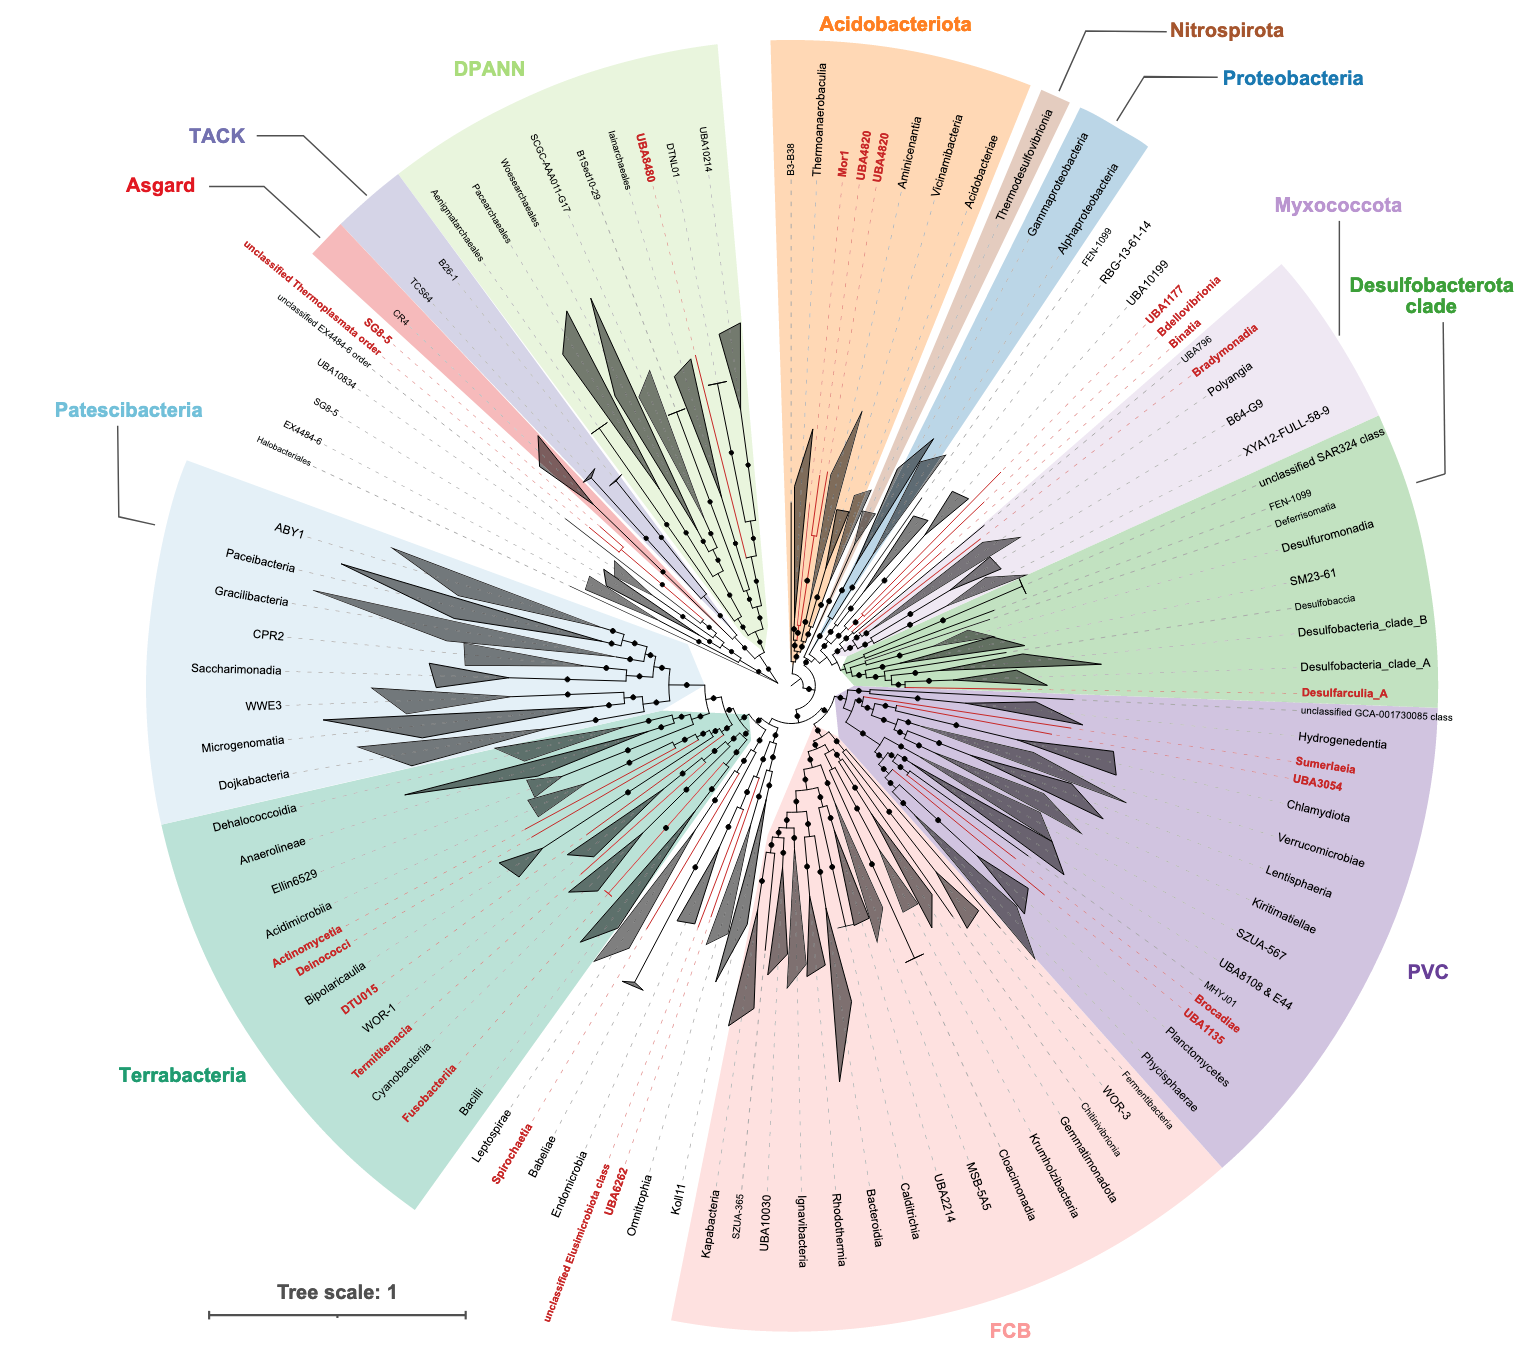 Acidobacteriota
Nitrospirota
Proteobacteria
DPANN
TACK
Asgard
Myxococcota
Desulfobacterota
clade
Patescibacteria
PVC
Terrabacteria
FCB
B3-B38
Thermoanaerobaculia
Mor1
UBA4820
UBA4820
Aminicenantia
Vicinamibacteria
Acidobacteriae
Thermodesulfovibrionia
Gammaproteobacteria
Alphaproteobacteria
FEN-1099
RBG-13-61-14
UBA10199
UBA1177
Bdellovibrionia
Binatia
UBA796
Bradymonadia
Polyangia
B64-G9
XYA12-FULL-58-9
unclassified SAR324 class
FEN-1099
Deferrisomatia
Desulfuromonadia
SM23-61
Desulfobaccia
Desulfobacteria_clade_B
Desulfobacteria_clade_A
Desulfarculia_A
unclassified GCA-001730085 class
Hydrogenedentia
Sumerlaeia
UBA3054
Chlamydiota
Verrucomicrobiae
Lentisphaeria
Kiritimatiellae
SZUA-567
UBA8108 & E44
MHYJ01
Brocadiae
UBA1135
Planctomycetes
Phycisphaerae
Fermentibacteria
WOR-3
Chitinivibrionia
Gemmatimonadota
Krumholzibacteria
Cloacimonadia
MSB-5A5
UBA2214
Calditrichia
Bacteroidia
Rhodothermia
Ignavibacteria
UBA10030
SZUA-365
Kapabacteria
Koll11
Omnitrophia
UBA6262
unclassified Elusimicrobiota class
Endomicrobia
Babeliae
Spirochaetia
Leptospirae
Bacilli
Fusobacteriia
Cyanobacteriia
Termititenacia
WOR-1
DTU015
Bipolaricaulia
Deinococci
Actinomycetia
Acidimicrobiia
Ellin6529
Anaerolineae
Dehalococcoidia
Dojkabacteria
Microgenomatia
WWE3
Saccharimonadia
CPR2
Gracilibacteria
Paceibacteria
ABY1
Halobacteriales
EX4484-6
SG8-5
UBA10834
unclassified EX4484-6 order
unclassified Thermoplasmata order
SG8-5
CR4
TCS64
B26-1
Aenigmatarchaeales
Pacearchaeales
Woesearchaeales
SCGC-AAA011-G17
B1Sed10-29
Iainarchaeales
UBA8480
DTNL01
UBA10214
Tree scale: 1